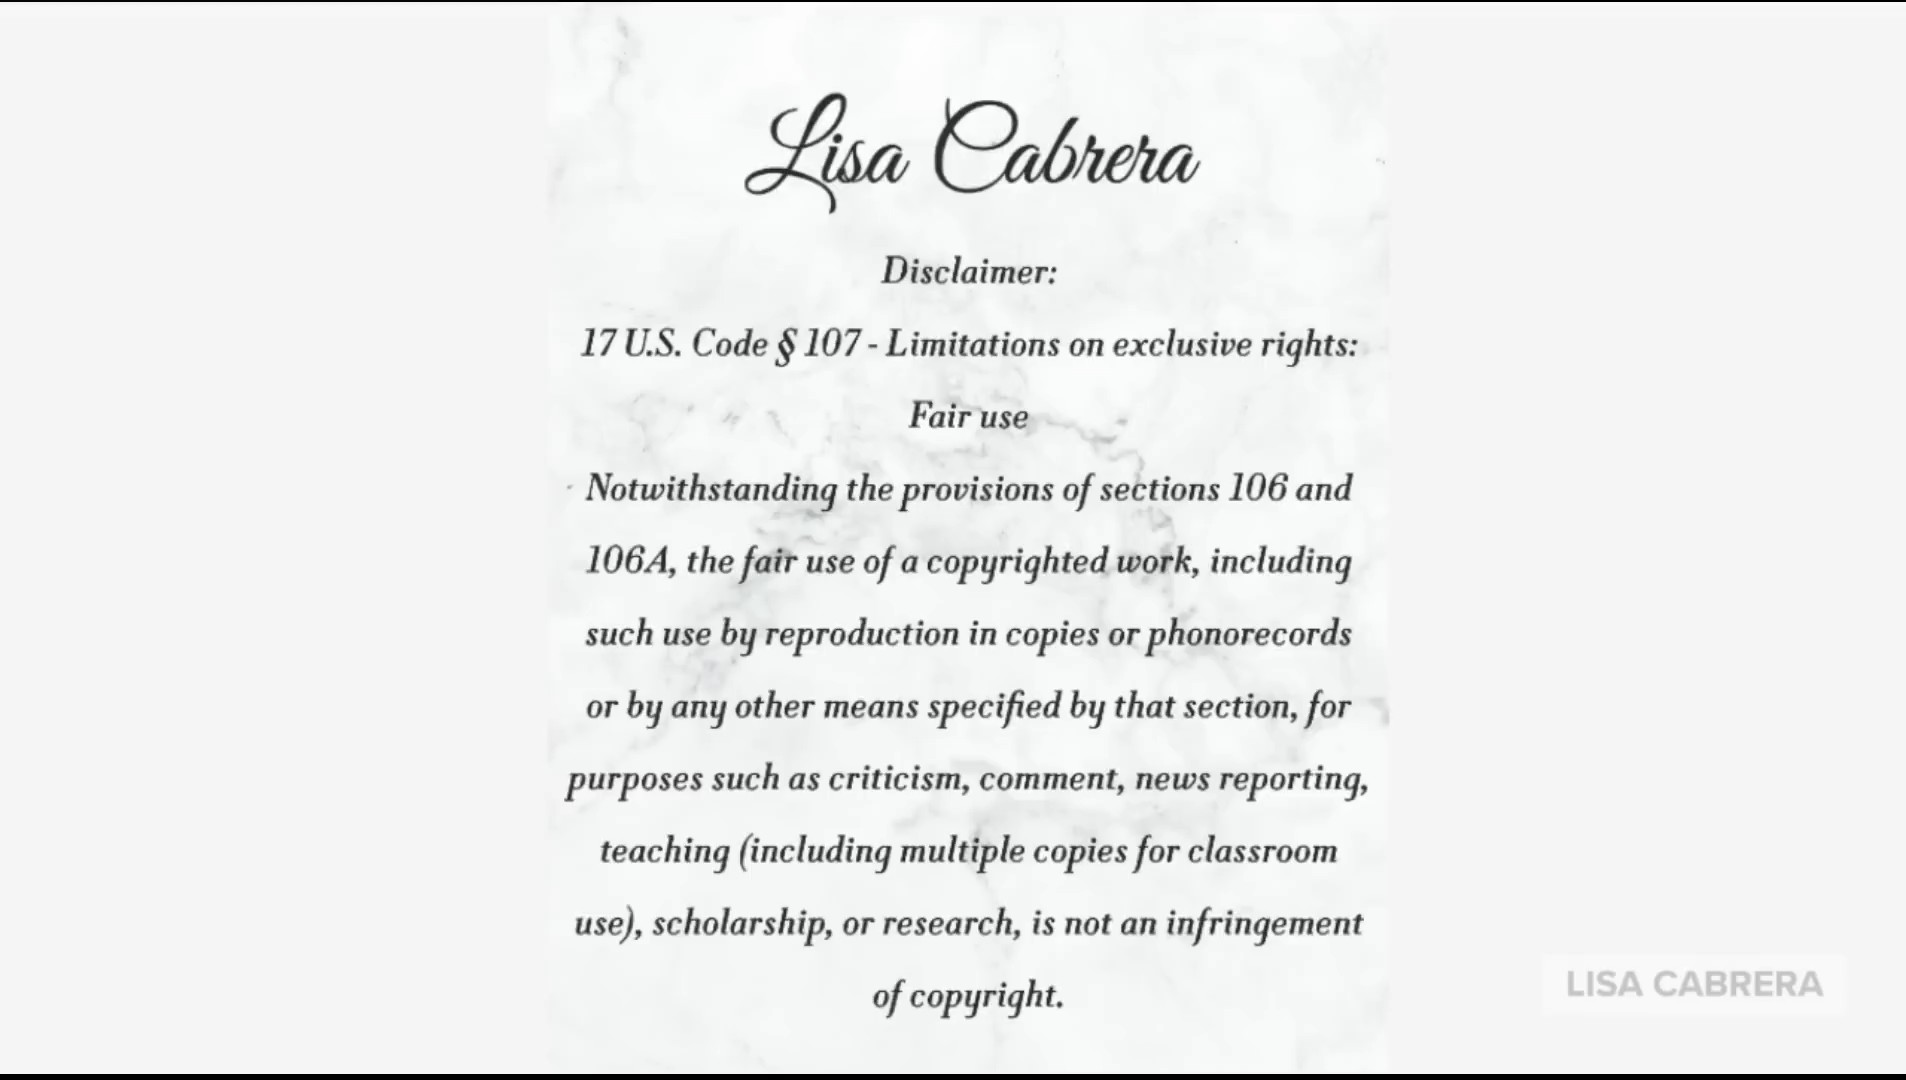 Lisa Cabrera
Disclaimer:
17 U.S. Code § 107 - Limitations on exclusive rights:
Fair use
Notwithstanding the provisions of sections 106 and
106A, the fair use of a copyrighted work, including
such use by reproduction in copies or phonorecords
or by any other means specified by that section, for
purposes such as criticism, comment, news reporting,
teaching (including multiple copies for classroom
use), scholarship, or research, is not an infringement
of copyright.
LISA CABRERA